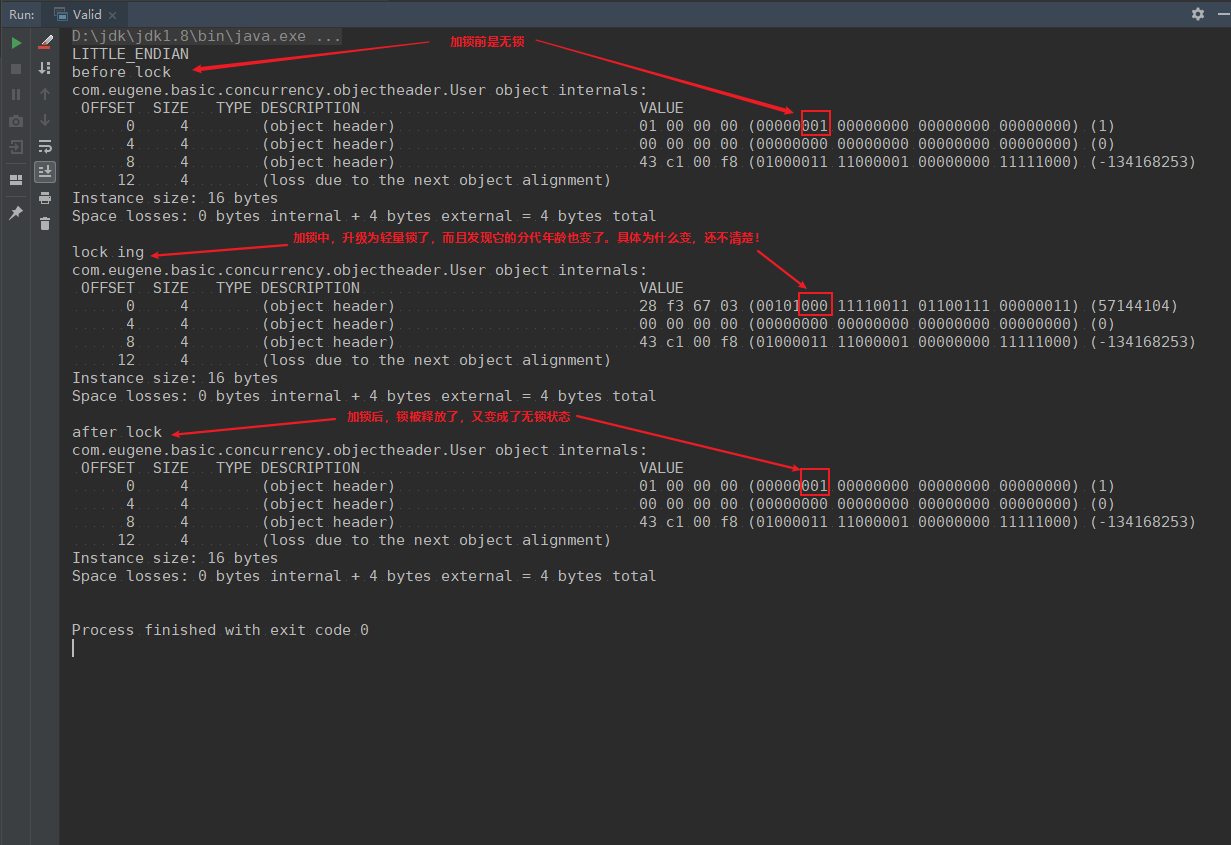 Run: Valid
D:\jdk\jdk1.8\bin\java.exe ...
加锁前是无锁
LITTLE_ENDIAN
before lock
com.eugene.basic.concurrency.objectheader.User object internals:
OFFSET SIZE TYPE DESCRIPTION VALUE
0 4 (object header) 01 00 00 00 (00000001 00000000 00000000 00000000) (1)
4 4 (object header) 00 00 00 00 (00000000 00000000 00000000 00000000) (0)
8 4 (object header) 43 c1 00 f8 (01000011 11000001 00000000 11111000) (-134168253)
12 4 (loss due to the next object alignment)
Instance size: 16 bytes
Space losses: 0 bytes internal + 4 bytes external = 4 bytes total
加锁中，升级为轻量锁了，而且发现它的分代年龄也变了。具体为什么变，还不清楚！
lock ing
com.eugene.basic.concurrency.objectheader.User object internals:
OFFSET SIZE TYPE DESCRIPTION VALUE
0 4 (object header) 28 f3 67 03 (00101000 11110011 01100111 00000011) (57144104)
4 4 (object header) 00 00 00 00 (00000000 00000000 00000000 00000000) (0)
8 4 (object header) 43 c1 00 f8 (01000011 11000001 00000000 11111000) (-134168253)
12 4 (loss due to the next object alignment)
Instance size: 16 bytes
Space losses: 0 bytes internal + 4 bytes external = 4 bytes total
加锁后，锁被释放了，又变成了无锁状态
after lock
com.eugene.basic.concurrency.objectheader.User object internals:
OFFSET SIZE TYPE DESCRIPTION VALUE
0 4 (object header) 01 00 00 00 (00000001 00000000 00000000 00000000) (1)
4 4 (object header) 00 00 00 00 (00000000 00000000 00000000 00000000) (0)
8 4 (object header) 43 c1 00 f8 (01000011 11000001 00000000 11111000) (-134168253)
12 4 (loss due to the next object alignment)
Instance size: 16 bytes
Space losses: 0 bytes internal + 4 bytes external = 4 bytes total
Process finished with exit code 0